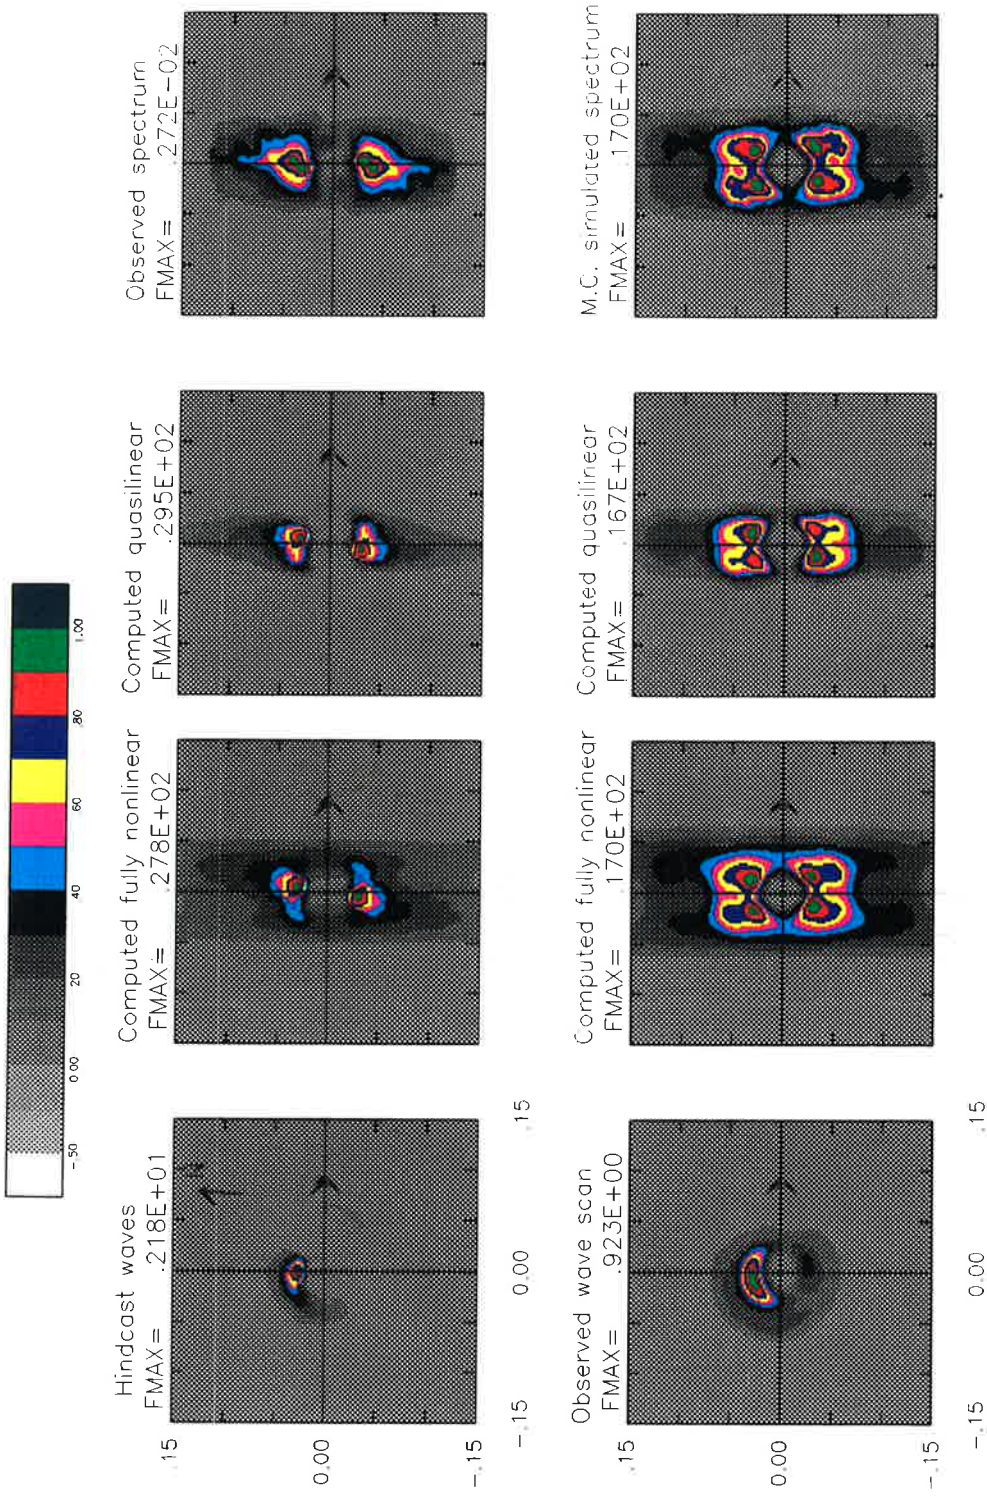 -.50 0.00 20 40 60 .80 1.00
Hindcast waves
FMAX= .218E+01
Computed fully nonlinear
FMAX= .278E+02
Computed quasilinear
FMAX= .295E+02
Observed spectrum
FMAX= .272E-02
.15
0.00
-.15
-.15 0.00 .15
Observed wave scan
FMAX= .923E+00
Computed fully nonlinear
FMAX= .170E+02
Computed quasilinear
FMAX= .167E+02
M.C. simulated spectrum
FMAX= .170E+02
.15
0.00
-.15
-.15 0.00 .15